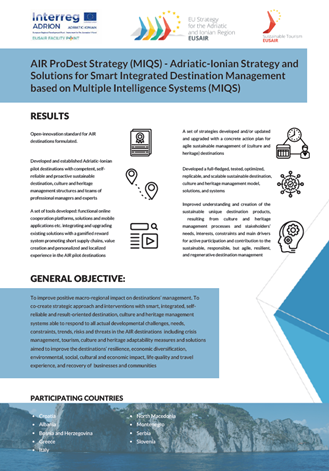 Interreg
ADRION
ADRIATIC-IONIAN
EUSAIR FACILITY POINT
EU Strategy
for the Adriatic
and Ionian Region
EUSAIR
Sustainable Tourism
EUSAIR
AIR ProDest Strategy (MIQS) - Adriatic-Ionian Strategy and
Solutions for Smart Integrated Destination Management
based on Multiple Intelligence Systems (MIQS)
RESULTS
Open-innovation standard for AIR
destinations formulated.
Developed and established Adriatic-Ionian
pilot destinations with competent, self-
reliable and proactive sustainable
destination, culture and heritage
management structures and teams of
professional managers and experts
A set of tools developed: functional online
cooperation platforms, solutions and mobile
applications etc. integrating and upgrading
existing solutions with a gamified reward
system promoting short supply chains, value
creation and personalized and localized
experience in the AIR pilot destinations
A set of strategies developed and/or updated
and upgraded with a concrete action plan for
agile sustainable management of (culture and
heritage) destinations
Developed a full-fledged, tested, optimized,
replicable, and scalable sustainable destination,
culture and heritage management model,
solutions, and systems
Improved understanding and creation of the
sustainable unique destination products,
resulting from culture and heritage
management processes and stakeholders'
needs, interests, constraints and main drivers
for active participation and contribution to the
sustainable, responsible, but agile, resilient,
and regenerative destination management
GENERAL OBJECTIVE:
To improve positive macro-regional impact on destinations' management. To
co-create strategic approach and interventions with smart, integrated, self-
reliable and result-oriented destination, culture and heritage management
systems able to respond to all actual developmental challenges, needs,
constraints, trends, risks and threats in the AIR destinations including crisis
management, tourism, culture and heritage adaptability measures and solutions
aimed to improve the destinations' resilience, economic diversification,
environmental, social, cultural and economic impact, life quality and travel
experience, and recovery of businesses and communities
PARTICIPATING COUNTRIES
Croatia
Albania
Bosnia and Herzegovina
Greece
Italy
North Macedonia
Montenegro
Serbia
Slovenia